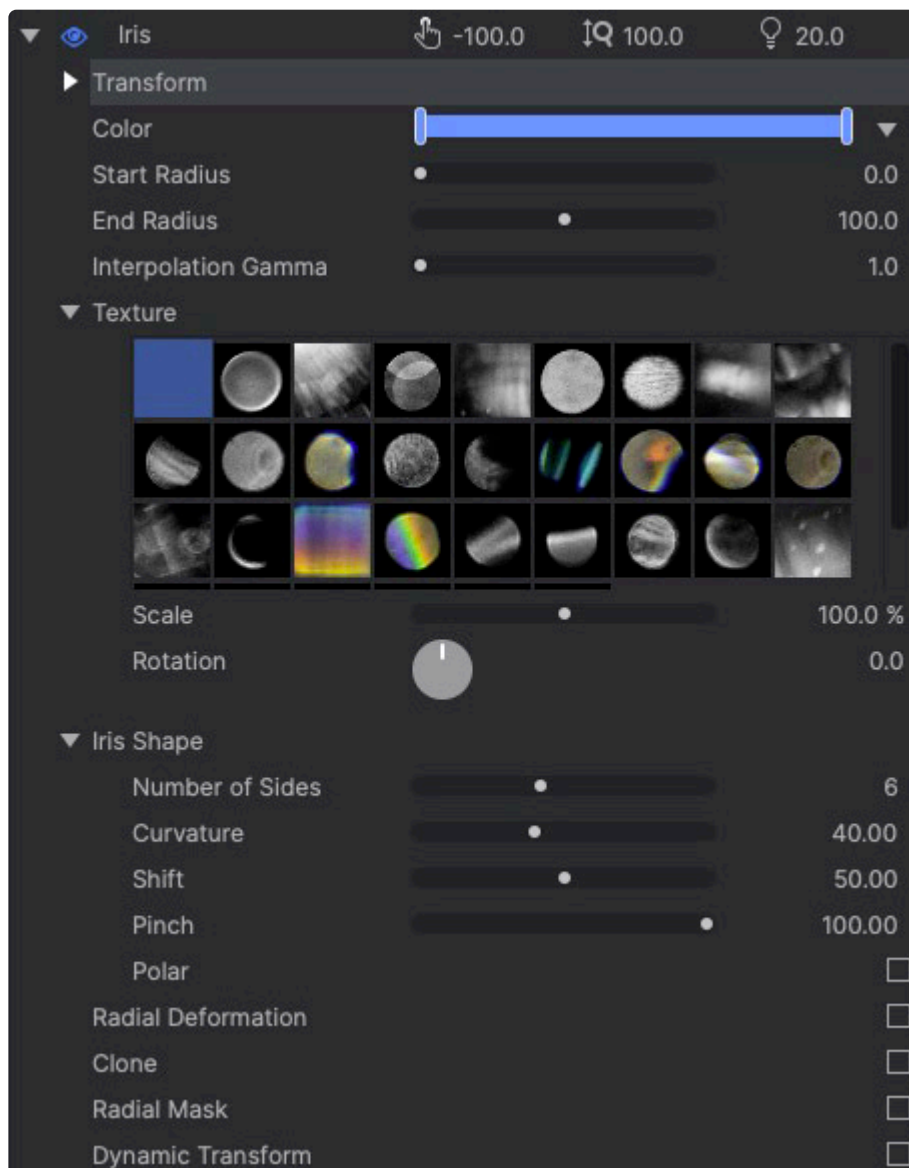 Iris -100.0 100.0 20.0
Transform
Color
Start Radius 0.0
End Radius 100.0
Interpolation Gamma 1.0
Texture
Scale 100.0 %
Rotation 0.0
Iris Shape
Number of Sides 6
Curvature 40.00
Shift 50.00
Pinch 100.00
Polar
Radial Deformation
Clone
Radial Mask
Dynamic Transform